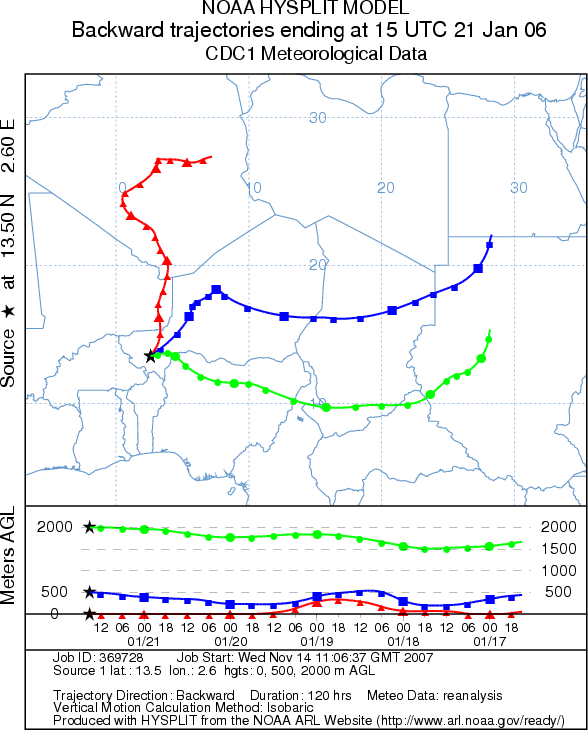 NOAA HYSPLIT MODEL
Backward trajectories ending at 15 UTC 21 Jan 06
CDC1 Meteorological Data
Source ★ at 13.50 N 2.60 E
30
0 10 20 30
20
10
Meters AGL
2000 2000
1500
1000
500 500
0
12 06 00 18 12 06 00 18 12 06 00 18 12 06 00 18 12 06 00 18
01/21 01/20 01/19 01/18 01/17
Job ID: 369728 Job Start: Wed Nov 14 11:06:37 GMT 2007
Source 1 lat.: 13.5 lon.: 2.6 hgts: 0, 500, 2000 m AGL
Trajectory Direction: Backward Duration: 120 hrs Meteo Data: reanalysis
Vertical Motion Calculation Method: Isobaric
Produced with HYSPLIT from the NOAA ARL Website (http://www.arl.noaa.gov/ready/)